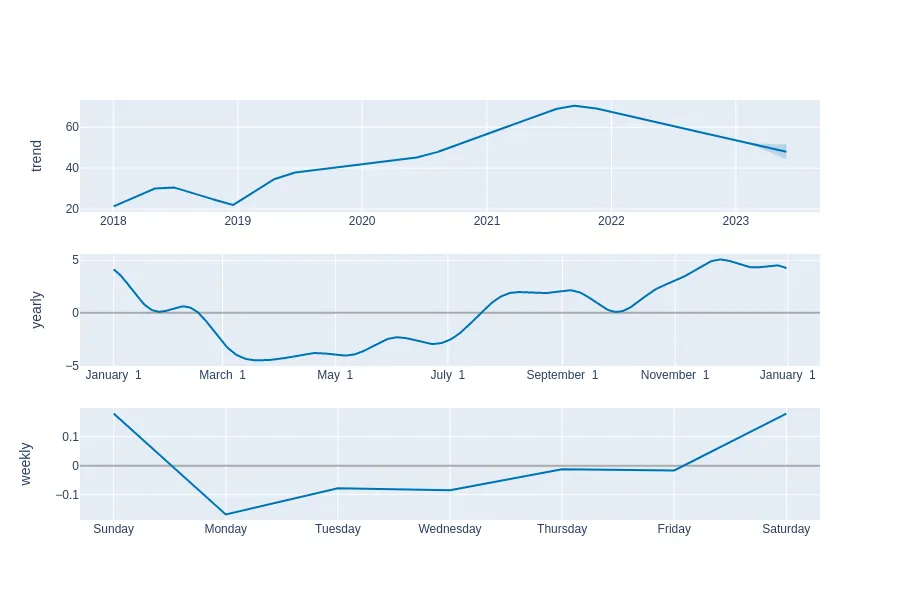 trend
60
40
20
2018 2019 2020 2021 2022 2023
yearly
5
0
−5
January 1 March 1 May 1 July 1 September 1 November 1 January 1
weekly
0.1
0
−0.1
Sunday Monday Tuesday Wednesday Thursday Friday Saturday